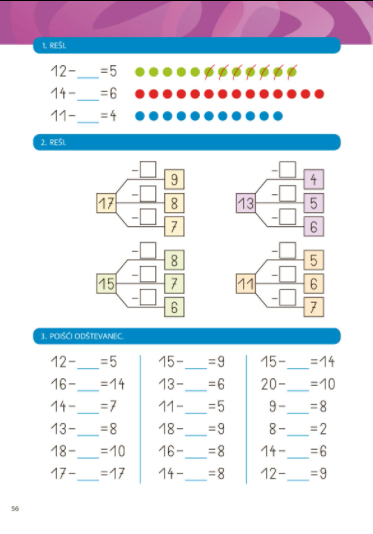 1. REŠI.
12-___=5
14-___=6
11-___=4
2. REŠI.
17 -□ 9
-□ 8
-□ 7
13 -□ 4
-□ 5
-□ 6
15 -□ 8
-□ 7
-□ 6
11 -□ 5
-□ 6
-□ 7
3. POIŠČI ODŠTEVANEC.
12-___=5 15-___=9 15-___=14
16-___=14 13-___=6 20-___=10
14-___=7 11-___=5 9-___=8
13-___=8 18-___=9 8-___=2
18-___=10 16-___=8 14-___=6
17-___=17 14-___=8 12-___=9
56